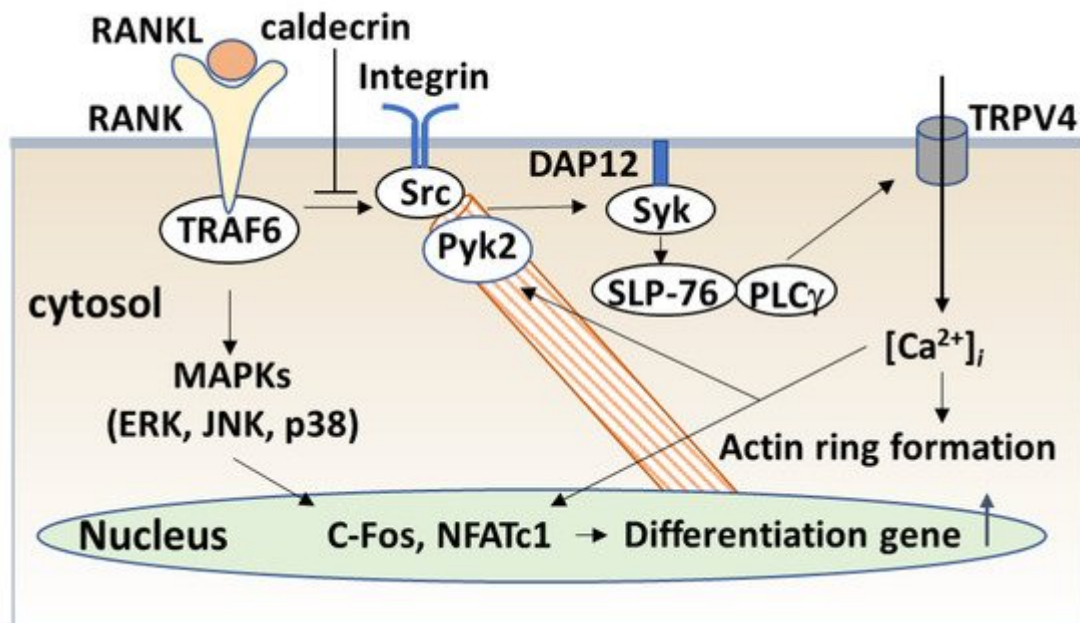 RANKL
caldecrin
Integrin
RANK
TRPV4
DAP12
Src
Syk
TRAF6
Pyk2
SLP-76
PLCγ
cytosol
[Ca²⁺]ᵢ
MAPKs
(ERK, JNK, p38)
Actin ring formation
Nucleus
C-Fos, NFATc1
Differentiation gene